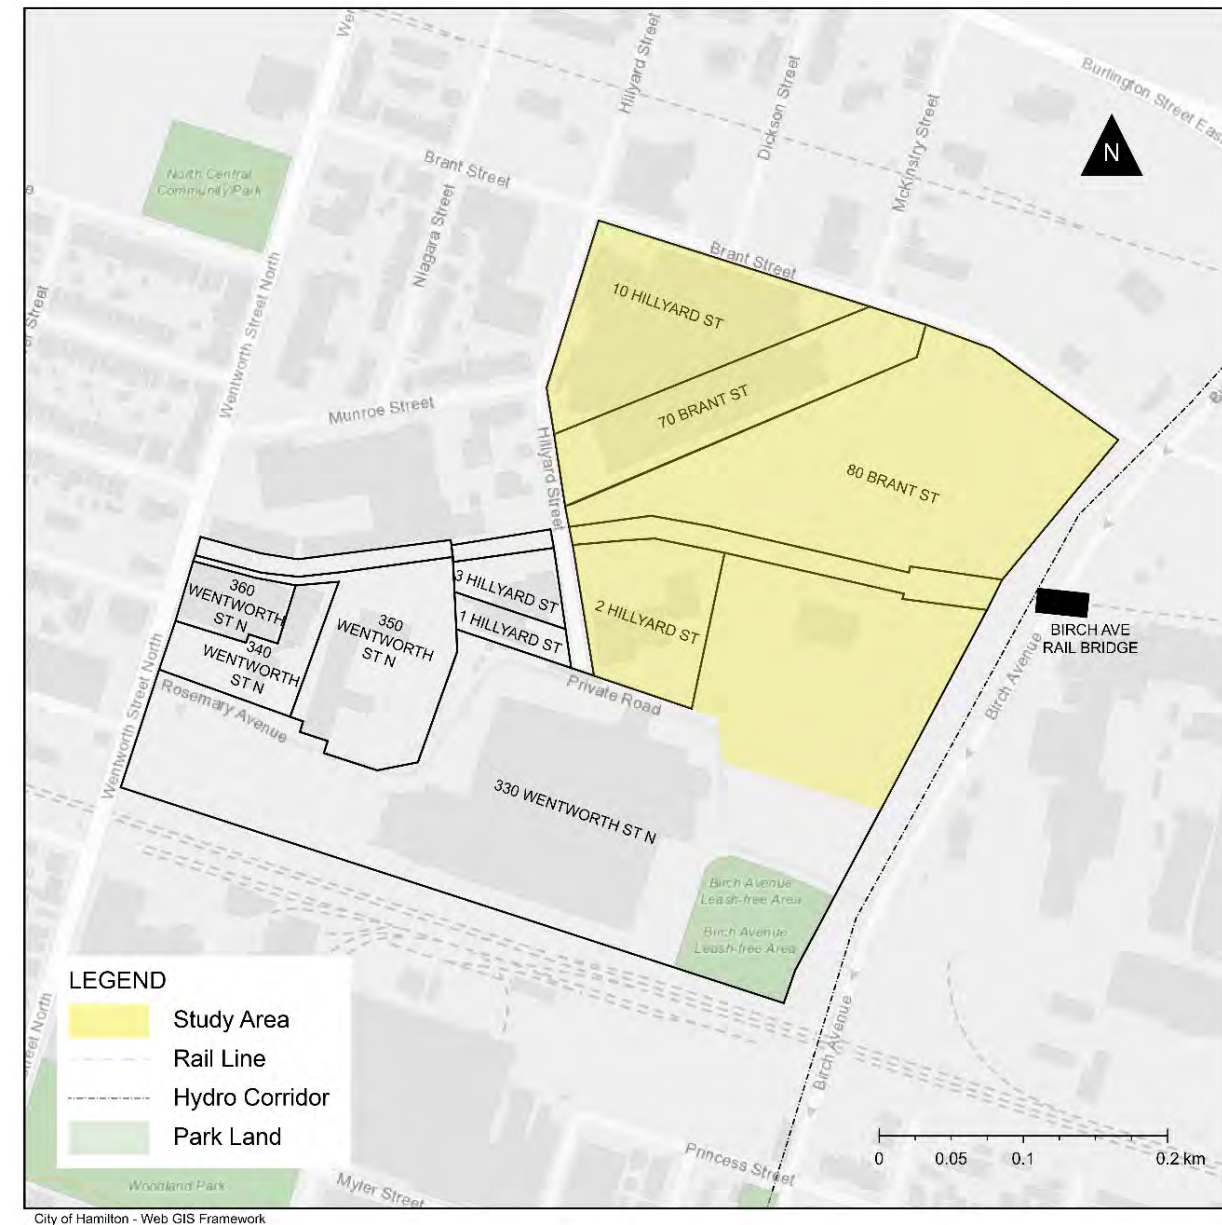 Hillyard Street
Dickson Street
McKinstry Street
Burlington Street East
N
North Central
Community Park
Brant Street
Niagara Street
Brant Street
Wentworth Street North
10 HILLYARD ST
70 BRANT ST
80 BRANT ST
Munroe Street
Hillyard Street
360
WENTWORTH
ST N
350
WENTWORTH
ST N
340
WENTWORTH
ST N
3 HILLYARD ST
1 HILLYARD ST
2 HILLYARD ST
BIRCH AVE
RAIL BRIDGE
Birch Avenue
Private Road
Rosemary Avenue
Wentworth Street North
330 WENTWORTH ST N
Birch Avenue
Leash-free Area
Birch Avenue
Leash-free Area
Birch Avenue
LEGEND
Study Area
Rail Line
Hydro Corridor
Park Land
0 0.05 0.1 0.2 km
Princess Street
Woodland Park
Myler Street
City of Hamilton - Web GIS Framework